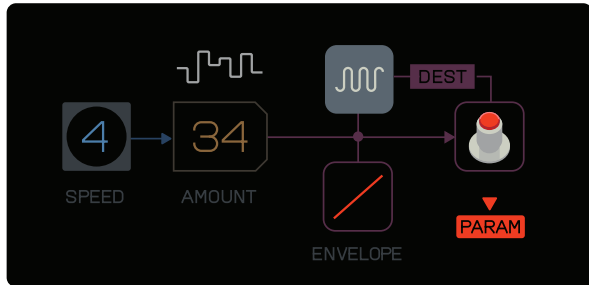 DEST
4
34
SPEED
AMOUNT
PARAM
ENVELOPE